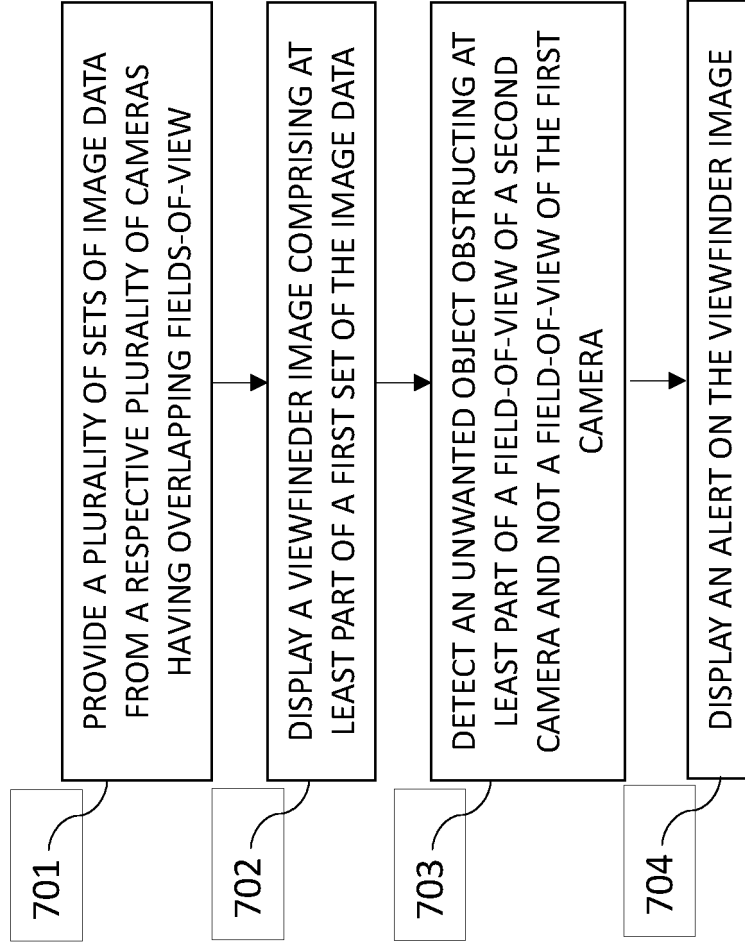 701
PROVIDE A PLURALITY OF SETS OF IMAGE DATA
FROM A RESPECTIVE PLURALITY OF CAMERAS
HAVING OVERLAPPING FIELDS-OF-VIEW
702
DISPLAY A VIEWFINEDER IMAGE COMPRISING AT
LEAST PART OF A FIRST SET OF THE IMAGE DATA
703
DETECT AN UNWANTED OBJECT OBSTRUCTING AT
LEAST PART OF A FIELD-OF-VIEW OF A SECOND
CAMERA AND NOT A FIELD-OF-VIEW OF THE FIRST
CAMERA
704
DISPLAY AN ALERT ON THE VIEWFINDER IMAGE